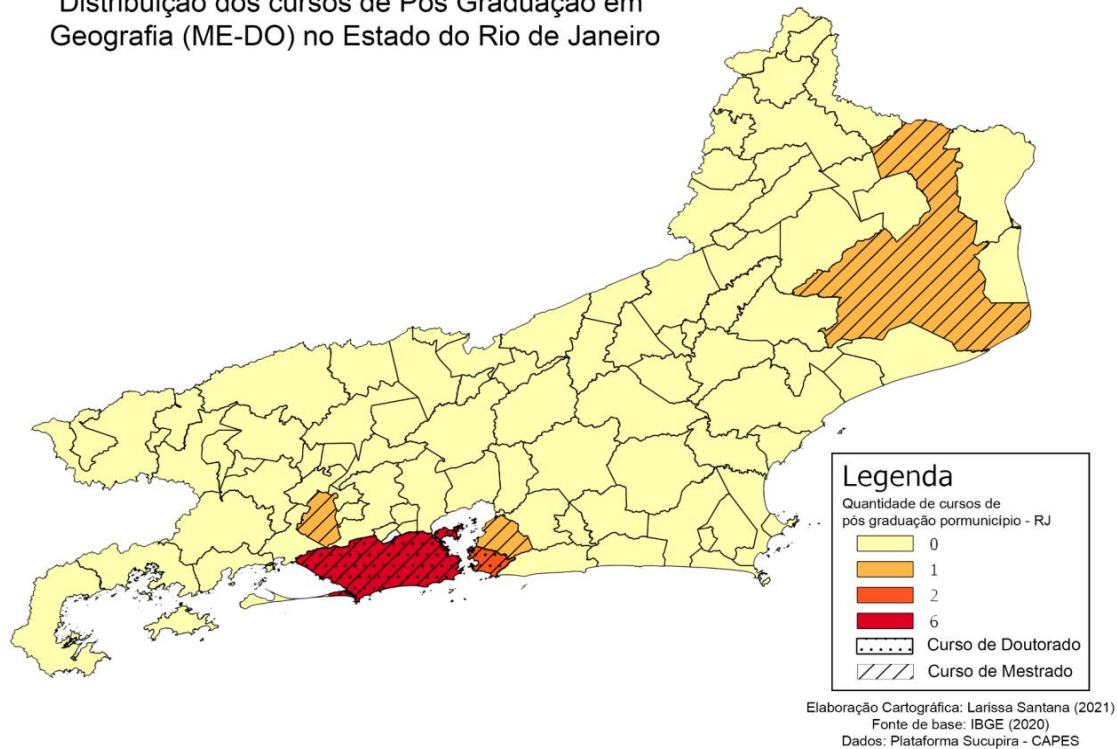 Distribuição dos cursos de Pós Graduação em
Geografia (ME-DO) no Estado do Rio de Janeiro
Legenda
Quantidade de cursos de
pós graduação pormunicípio - RJ
0
1
2
6
Curso de Doutorado
Curso de Mestrado
Elaboração Cartográfica: Larissa Santana (2021)
Fonte de base: IBGE (2020)
Dados: Plataforma Sucupira - CAPES